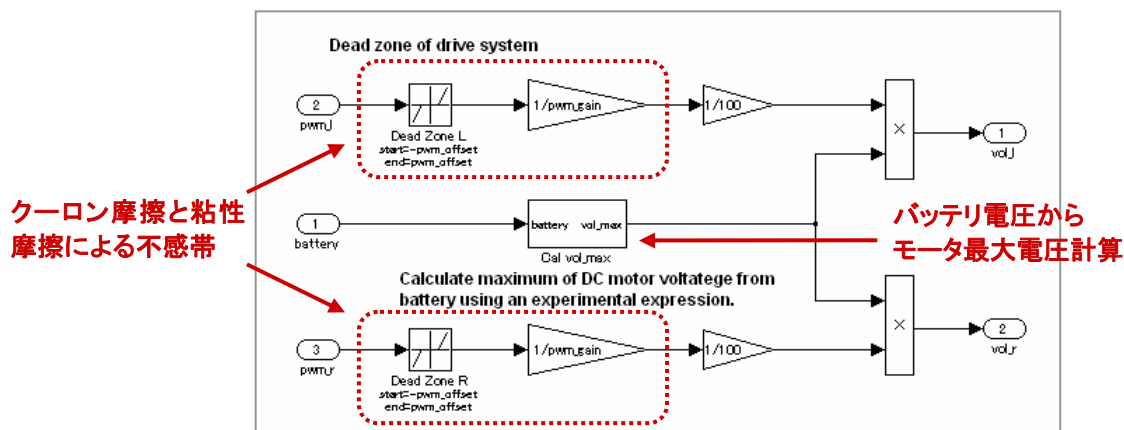 Dead zone of drive system
2
pwm_l
Dead Zone L
start=-pwm_offset
end=pwm_offset
1/pwm_gain
1/100
×
1
vol_l
クーロン摩擦と粘性
摩擦による不感帯
1
battery
battery vol_max
Cal vol_max
バッテリ電圧から
モータ最大電圧計算
Calculate maximum of DC motor voltatege from
battery using an experimental expression.
3
pwm_r
Dead Zone R
start=-pwm_offset
end=pwm_offset
1/pwm_gain
1/100
×
2
vol_r